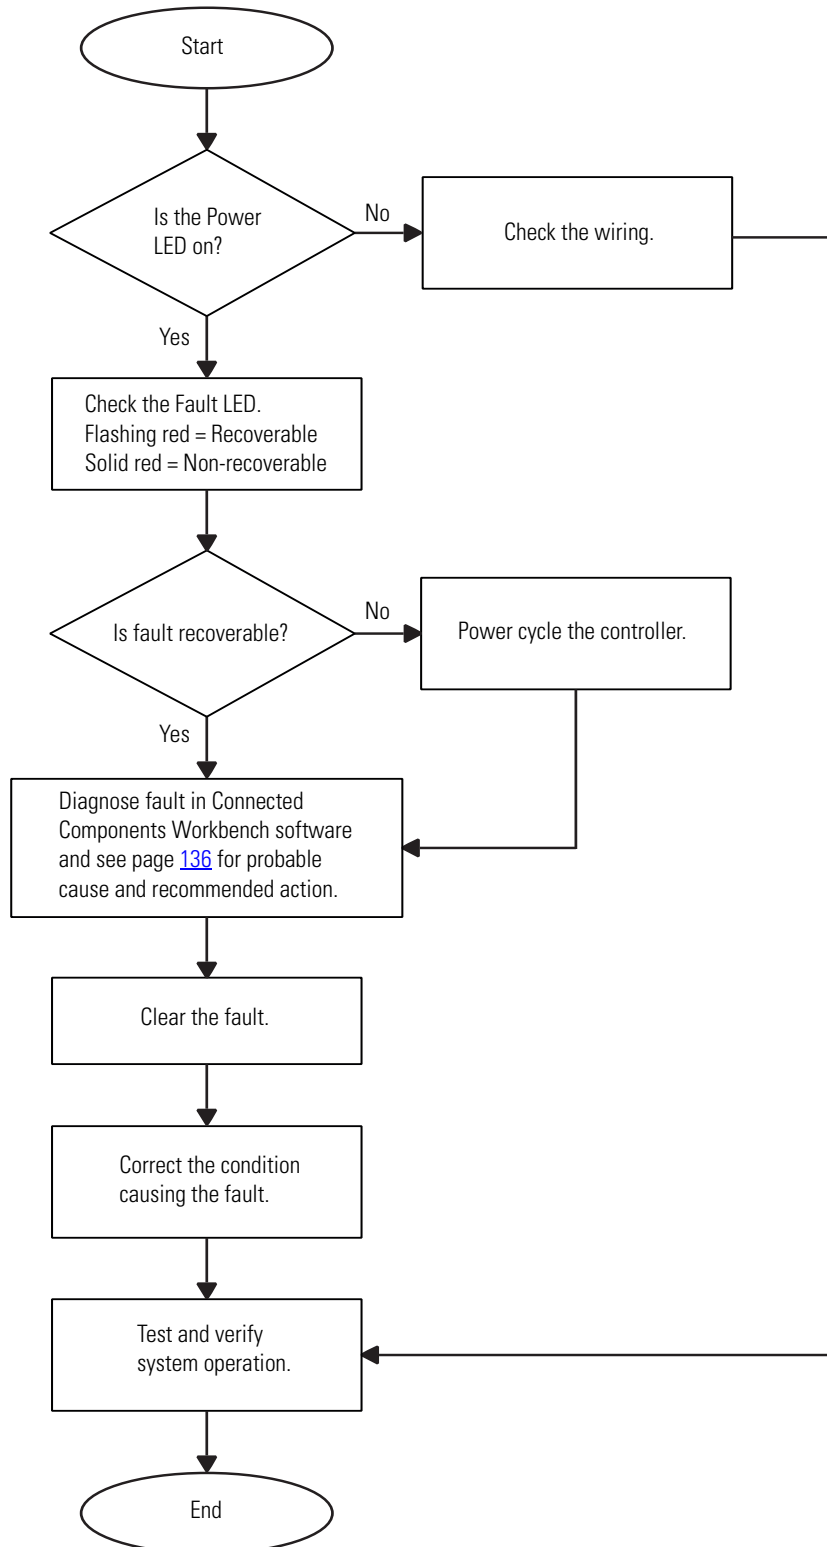 Start
Is the Power
LED on?
No
Check the wiring.
Yes
Check the Fault LED.
Flashing red = Recoverable
Solid red = Non-recoverable
Is fault recoverable?
No
Power cycle the controller.
Yes
Diagnose fault in Connected
Components Workbench software
and see page 136 for probable
cause and recommended action.
Clear the fault.
Correct the condition
causing the fault.
Test and verify
system operation.
End